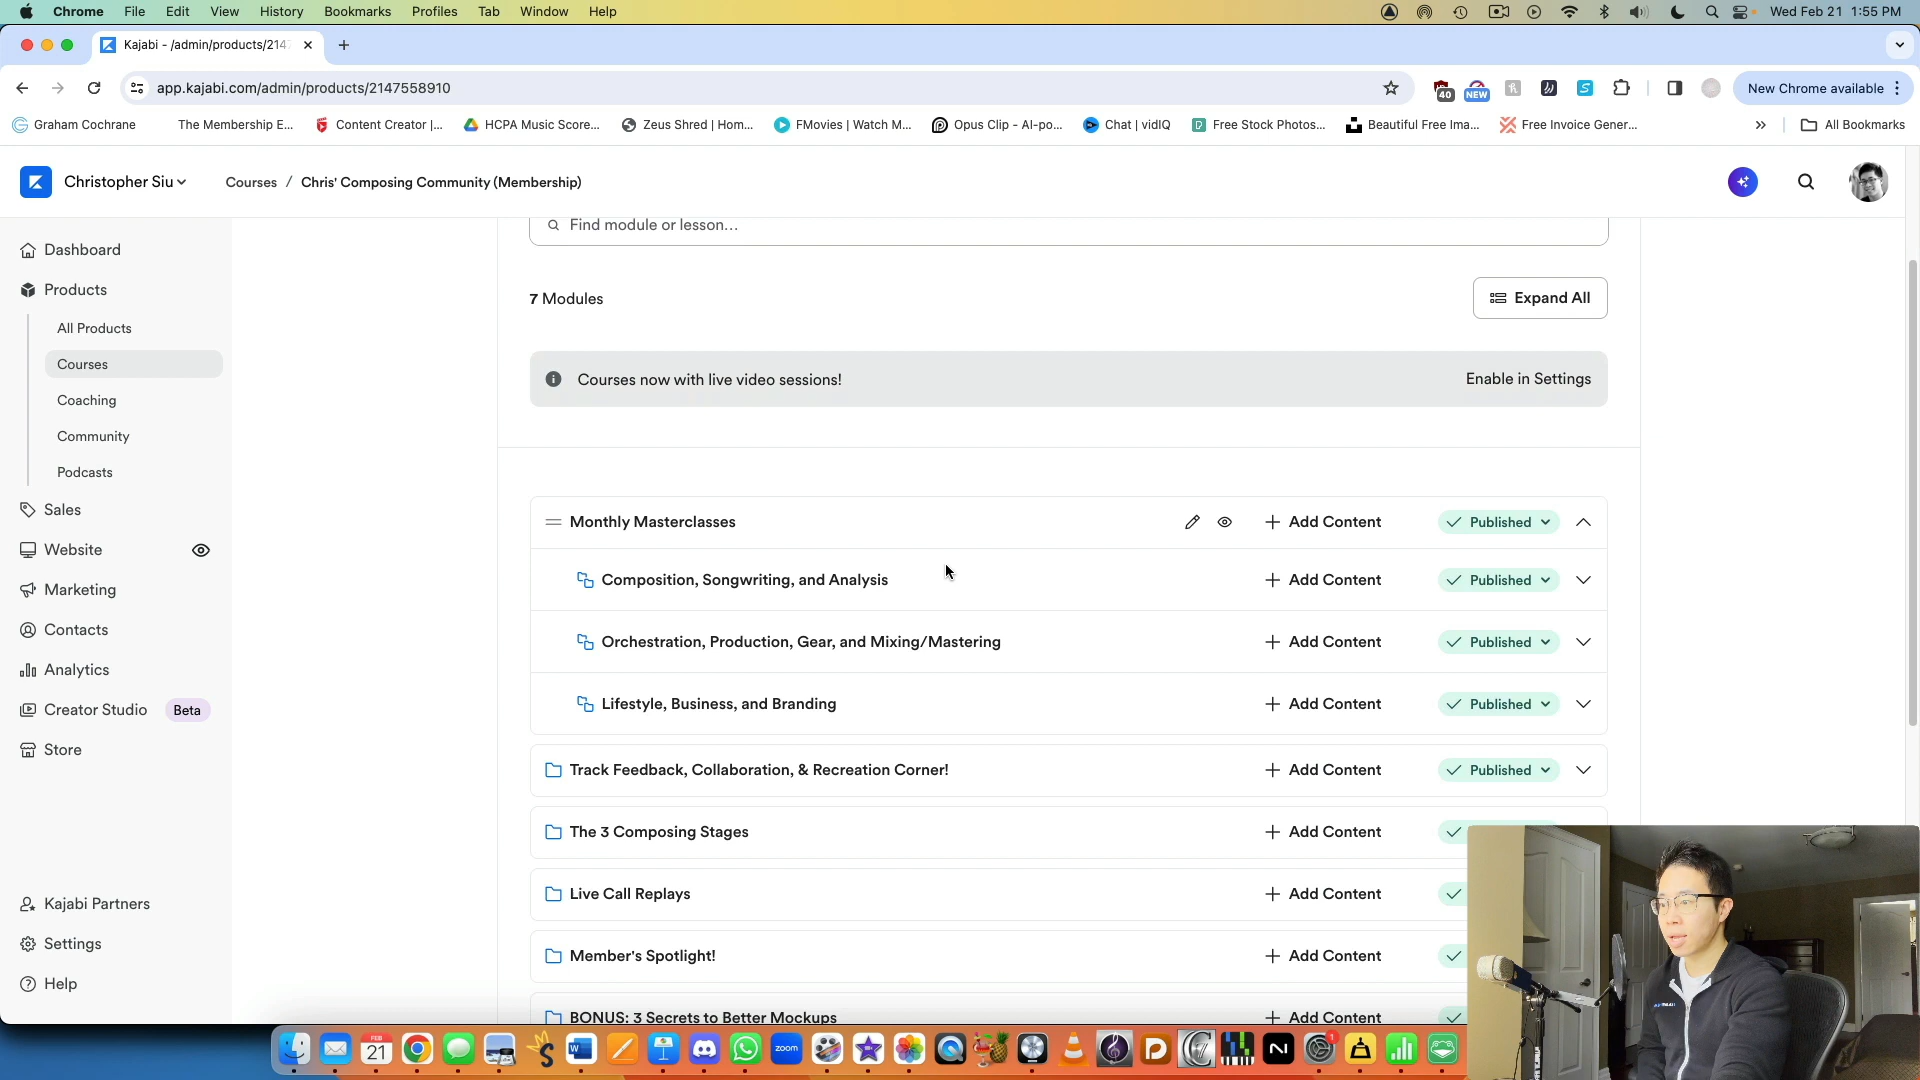 Chrome File Edit View History Bookmarks Profiles Tab Window Help Wed Feb 21 1:55 PM
Kajabi - /admin/products/214
app.kajabi.com/admin/products/2147558910 40 NEW New Chrome available
Graham Cochrane The Membership E... Content Creator |... HCPA Music Score... Zeus Shred | Hom... FMovies | Watch M... Opus Clip - AI-po... Chat | vidIQ Free Stock Photos... Beautiful Free Ima... Free Invoice Gener... All Bookmarks
Christopher Siu Courses / Chris' Composing Community (Membership)
Find module or lesson...
Dashboard
Products
All Products
Courses
Coaching
Community
Podcasts
Sales
Website
Marketing
Contacts
Analytics
Creator Studio Beta
Store
Kajabi Partners
Settings
Help
7 Modules Expand All
Courses now with live video sessions! Enable in Settings
Monthly Masterclasses Add Content Published
Composition, Songwriting, and Analysis Add Content Published
Orchestration, Production, Gear, and Mixing/Mastering Add Content Published
Lifestyle, Business, and Branding Add Content Published
Track Feedback, Collaboration, & Recreation Corner! Add Content Published
The 3 Composing Stages Add Content
Live Call Replays Add Content
Member's Spotlight! Add Content
BONUS: 3 Secrets to Better Mockups Add Content
FEB
21
zoom
1